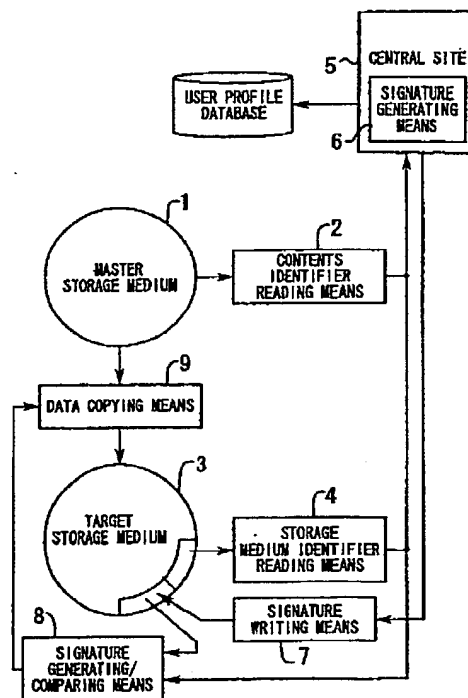 5
CENTRAL SITE
USER PROFILE
DATABASE
SIGNATURE
GENERATING
MEANS
6
1
MASTER
STORAGE MEDIUM
2
CONTENTS
IDENTIFIER
READING MEANS
9
DATA COPYING MEANS
3
TARGET
STORAGE MEDIUM
4
STORAGE
MEDIUM IDENTIFIER
READING MEANS
SIGNATURE
WRITING MEANS
7
8
SIGNATURE
GENERATING/
COMPARING MEANS